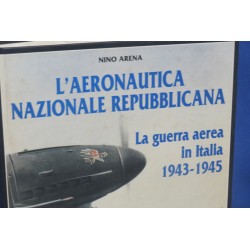 NINO ARENA
L'AERONAUTICA
NAZIONALE REPUBBLICANA
La guerra aerea
in Italia
1943-1945